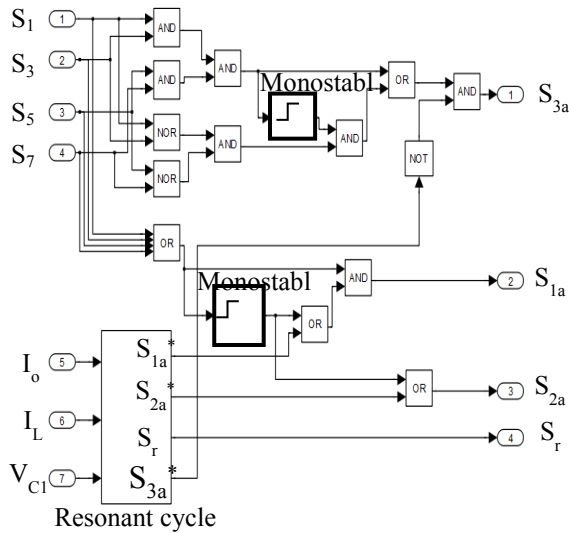 S1 1 AND
S3 2 AND
AND
Monostabl
OR
AND
1 S3a
S5 3 AND
NOR
AND
AND
S7 4
NOT
NOR
OR
Monostabl
AND
2 S1a
OR
Io 5 S1a*
OR
3 S2a
S2a*
IL 6 Sr
4 Sr
VC1 7 S3a*
Resonant cycle